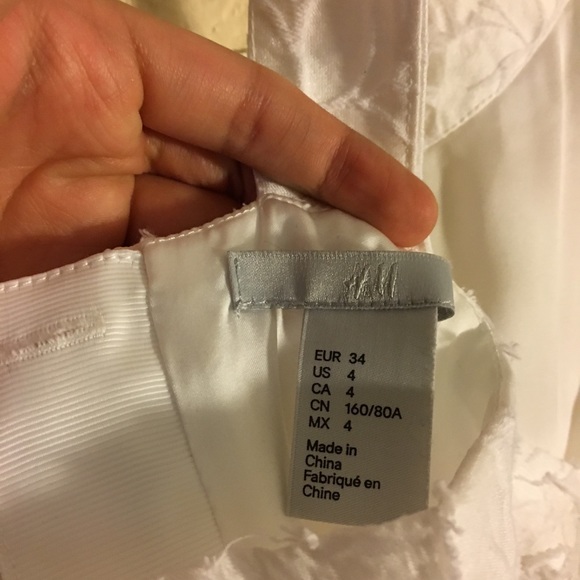 H&M
EUR 34
US 4
CA 4
CN 160/80A
MX 4
Made in
China
Fabriqué en
Chine